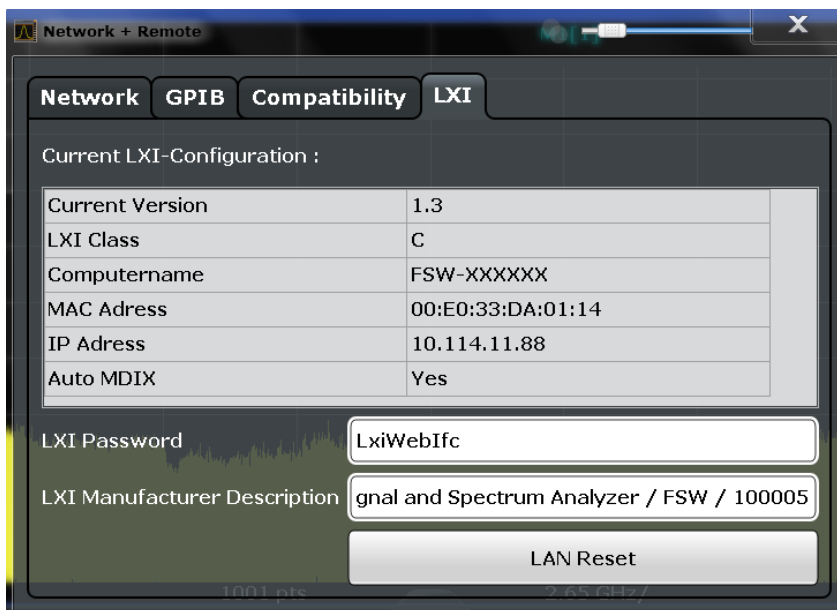 Network + Remote
X
Network GPIB Compatibility LXI
Current LXI-Configuration :
Current Version 1.3
LXI Class C
Computername FSW-XXXXXX
MAC Adress 00:E0:33:DA:01:14
IP Adress 10.114.11.88
Auto MDIX Yes
LXI Password LxiWebIfc
LXI Manufacturer Description gnal and Spectrum Analyzer / FSW / 100005
LAN Reset
1001 pts 2.65 GHz/